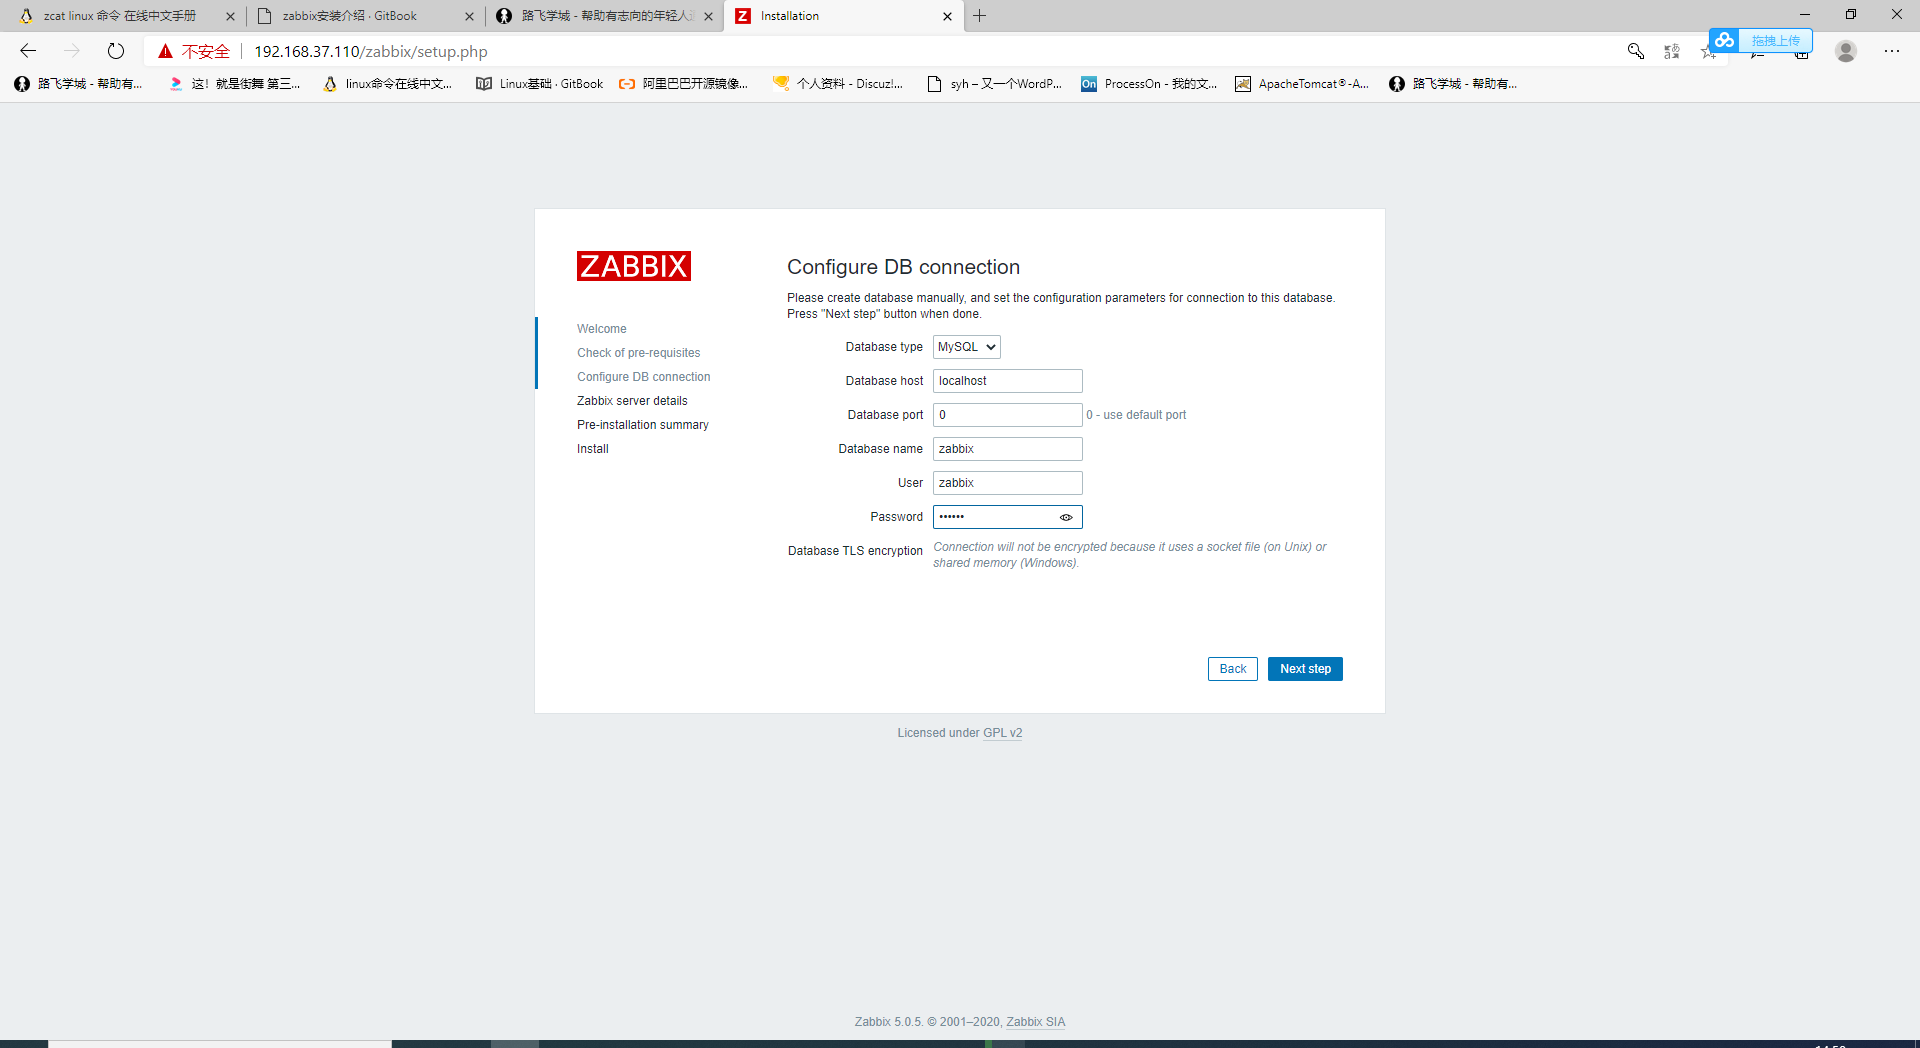 zcat linux 命令 在线中文手册
zabbix安装介绍 · GitBook
路飞学城 - 帮助有志向的年轻人
Installation
不安全
192.168.37.110/zabbix/setup.php
拖拽上传
路飞学城 - 帮助有...
这！就是街舞 第三...
linux命令在线中文...
Linux基础 · GitBook
阿里巴巴开源镜像...
个人资料 - Discuz!...
syh – 又一个WordP...
ProcessOn - 我的文...
ApacheTomcat®-A...
路飞学城 - 帮助有...
ZABBIX
Welcome
Check of pre-requisites
Configure DB connection
Zabbix server details
Pre-installation summary
Install
Configure DB connection
Please create database manually, and set the configuration parameters for connection to this database.
Press "Next step" button when done.
Database type MySQL
Database host localhost
Database port 0 0 - use default port
Database name zabbix
User zabbix
Password ••••••
Database TLS encryption Connection will not be encrypted because it uses a socket file (on Unix) or
shared memory (Windows).
Back Next step
Licensed under GPL v2
Zabbix 5.0.5. © 2001–2020, Zabbix SIA